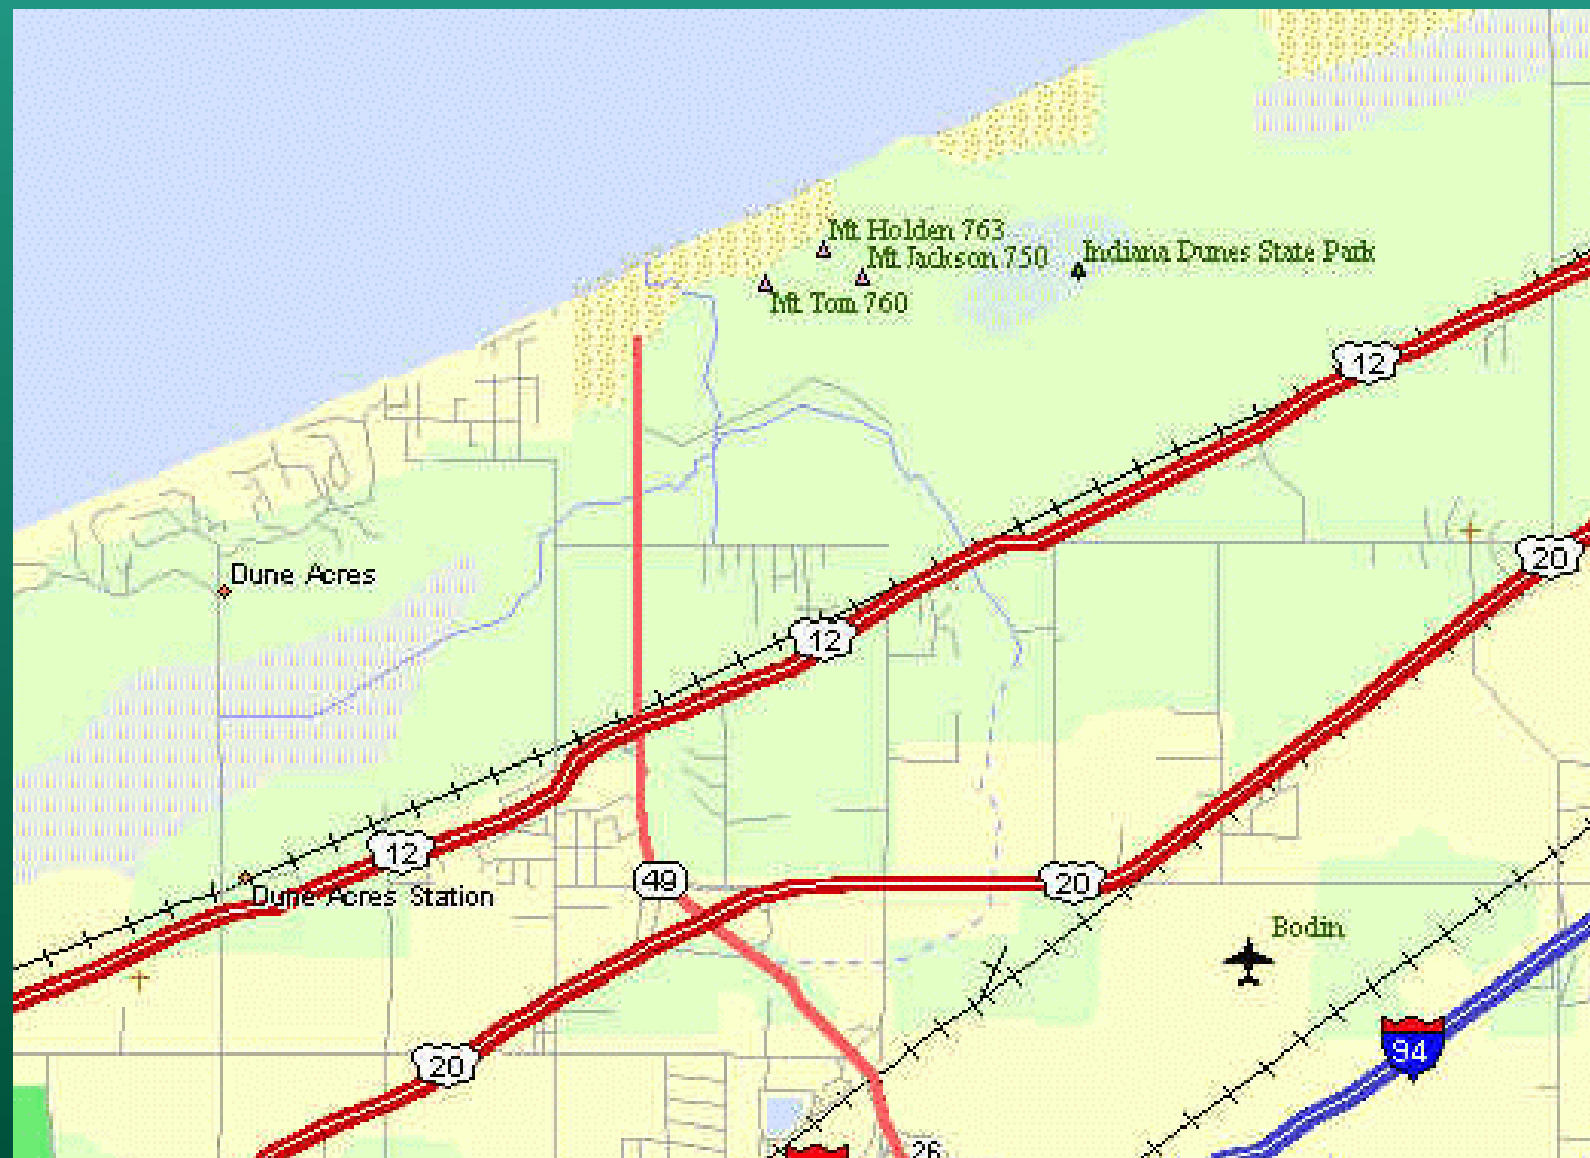 Mt Holden 763
Mt Jackson 750
Indiana Dunes State Park
Mt Tom 760
12
20
Dune Acres
12
12
49
20
Dune Acres Station
Bodin
94
20
26